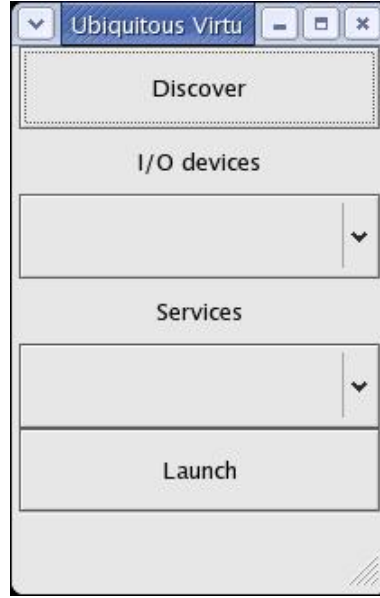 Ubiquitous Virtu
Discover
I/O devices
Services
Launch